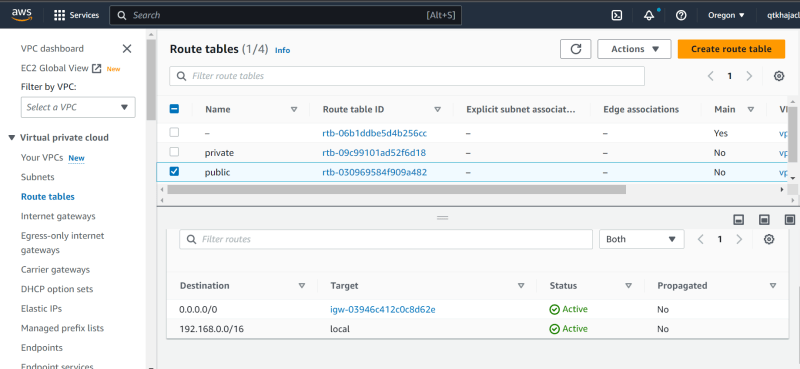 aws Services Search [Alt+S] Oregon qtkhajacl
VPC dashboard
EC2 Global View New
Filter by VPC:
Select a VPC
Virtual private cloud
Your VPCs New
Subnets
Route tables
Internet gateways
Egress-only internet
gateways
Carrier gateways
DHCP option sets
Elastic IPs
Managed prefix lists
Endpoints
Endpoint services
Route tables (1/4) Info
Actions Create route table
Filter route tables 1
Name Route table ID Explicit subnet associat... Edge associations Main
– rtb-06b1ddbe5d4b256cc – – Yes vp
private rtb-09c99101ad52f6d18 – – No vp
public rtb-030969584f909a482 – – No vp
Filter routes Both 1
Destination Target Status Propagated
0.0.0.0/0 igw-03946c412c0c8d62e Active No
192.168.0.0/16 local Active No